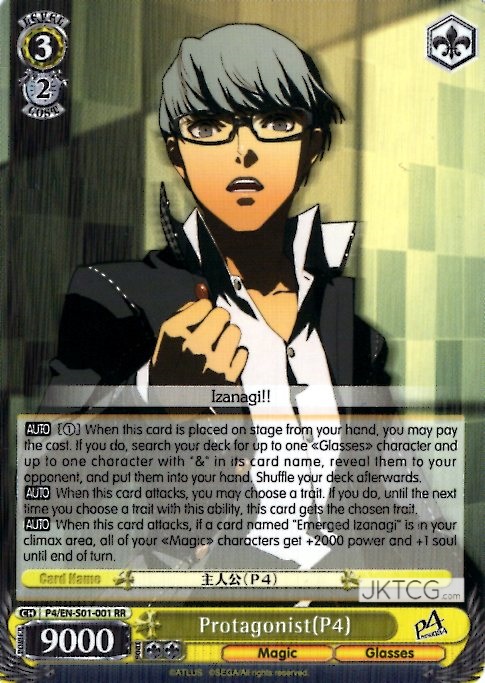 LEVEL
3
2
COST
Izanagi!!
AUTO [①] When this card is placed on stage from your hand, you may pay
the cost. If you do, search your deck for up to one «Glasses» character and
up to one character with "&" in its card name, reveal them to your
opponent, and put them into your hand. Shuffle your deck afterwards.
AUTO When this card attacks, you may choose a trait. If you do, until the next
time you choose a trait with this ability, this card gets the chosen trait.
AUTO When this card attacks, if a card named "Emerged Izanagi" is in your
climax area, all of your «Magic» characters get +2000 power and +1 soul
until end of turn.
Card Name 主人公(P4)
JKTCG.com
CH P4/EN-S01-001 RR
POWER 9000 SOUL
Protagonist(P4)
P4 Persona4
Magic Glasses
©ATLUS ©SEGA/All rights reserved.